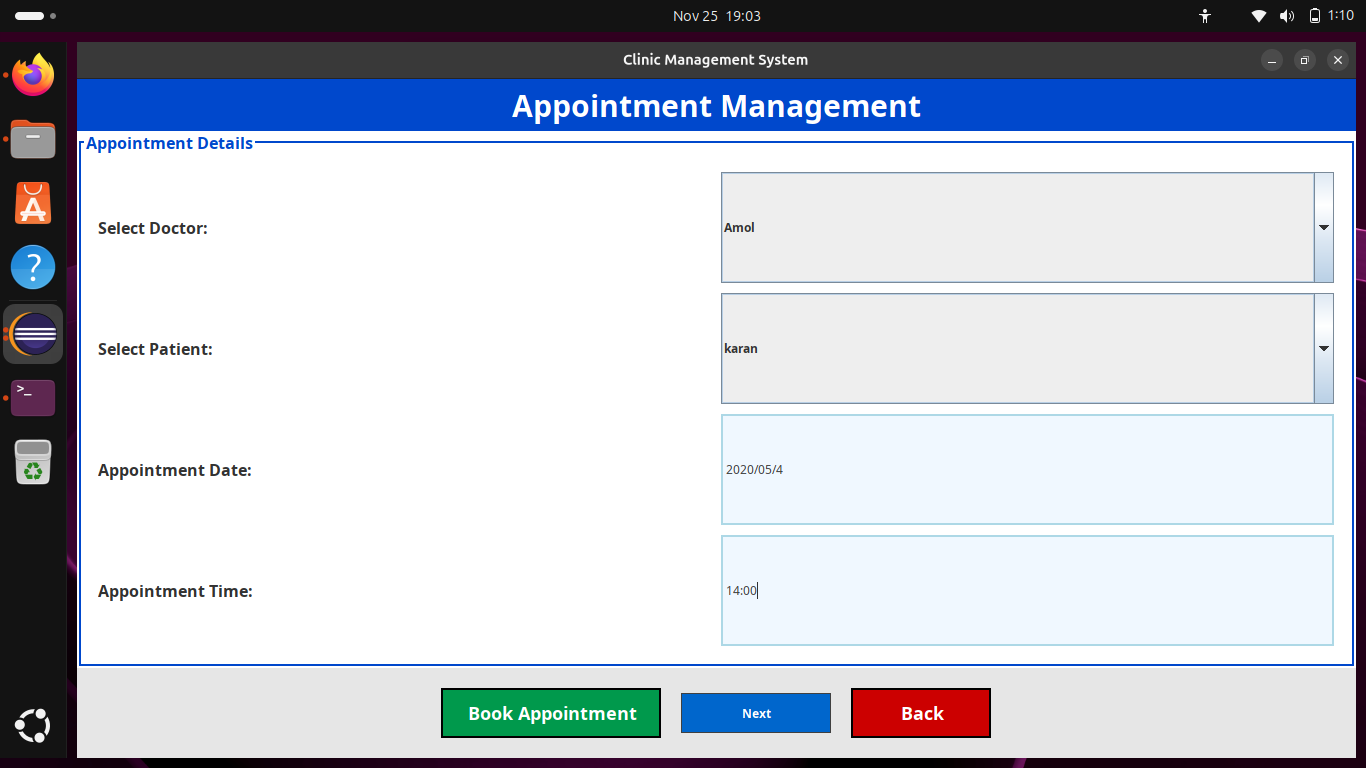 Nov 25 19:03
1:10
Clinic Management System
Appointment Management
Appointment Details
Select Doctor:
Amol
Select Patient:
karan
Appointment Date:
2020/05/4
Appointment Time:
14:00
Book Appointment
Next
Back